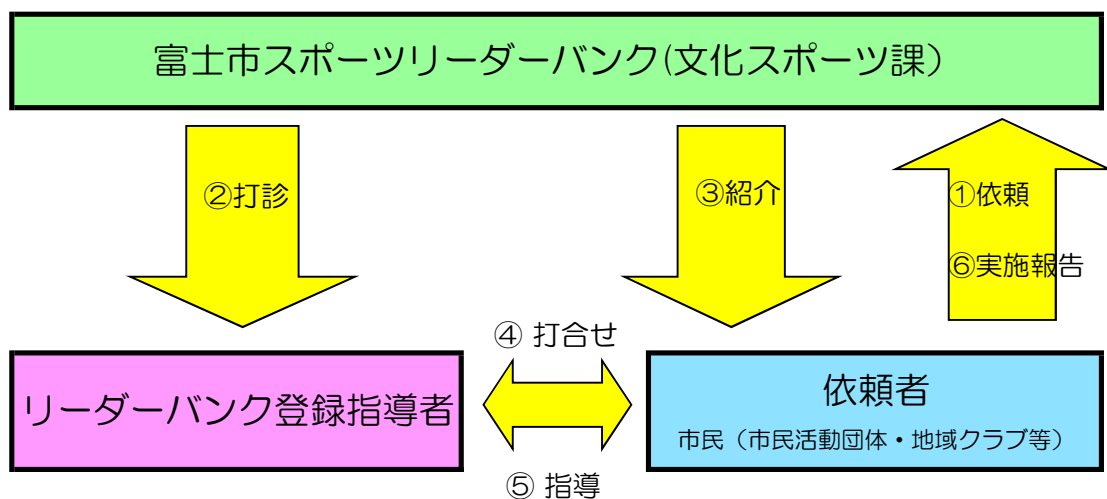 富士市スポーツリーダーバンク(文化スポーツ課）
②打診
③紹介
①依頼
⑥実施報告
④ 打合せ
リーダーバンク登録指導者
依頼者
市民（市民活動団体・地域クラブ等）
⑤ 指導